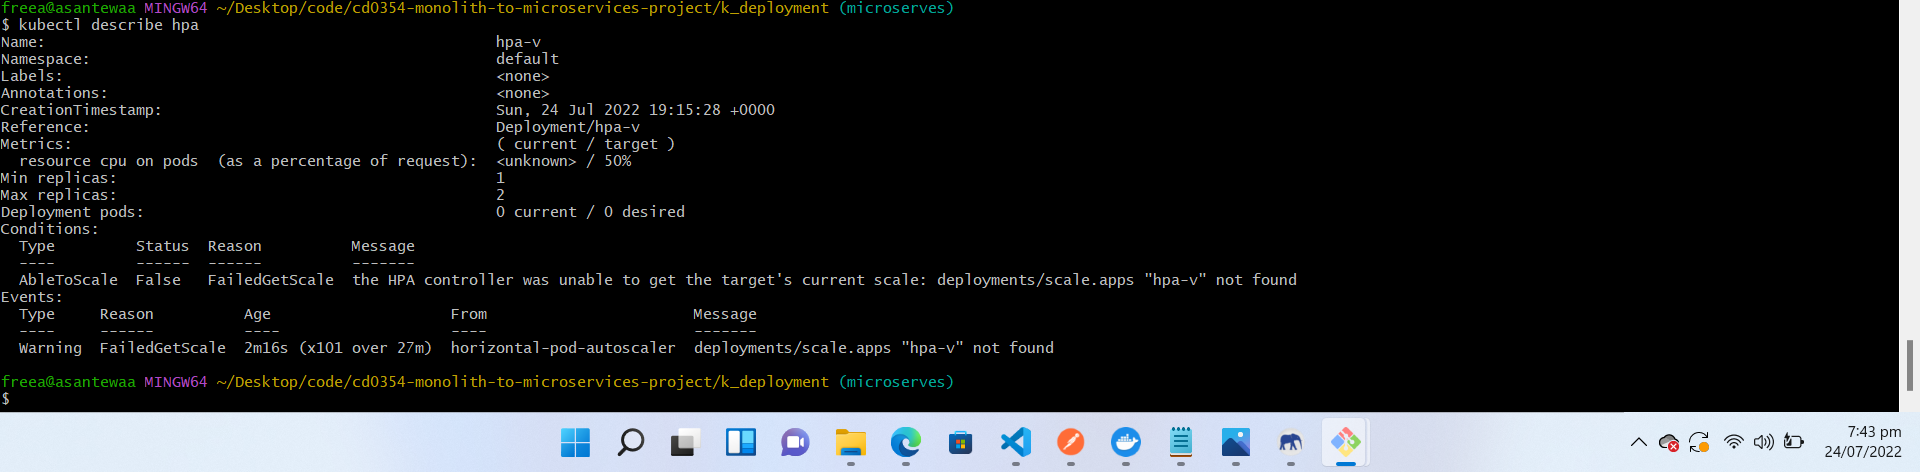 freea@asantewaa MINGW64 ~/Desktop/code/cd0354-monolith-to-microservices-project/k_deployment (microserves)
$ kubectl describe hpa
Name: hpa-v
Namespace: default
Labels: <none>
Annotations: <none>
CreationTimestamp: Sun, 24 Jul 2022 19:15:28 +0000
Reference: Deployment/hpa-v
Metrics: ( current / target )
resource cpu on pods (as a percentage of request): <unknown> / 50%
Min replicas: 1
Max replicas: 2
Deployment pods: 0 current / 0 desired
Conditions:
Type Status Reason Message
---- ------ ------ -------
AbleToScale False FailedGetScale the HPA controller was unable to get the target's current scale: deployments/scale.apps "hpa-v" not found
Events:
Type Reason Age From Message
---- ------ ---- ---- -------
Warning FailedGetScale 2m16s (x101 over 27m) horizontal-pod-autoscaler deployments/scale.apps "hpa-v" not found
freea@asantewaa MINGW64 ~/Desktop/code/cd0354-monolith-to-microservices-project/k_deployment (microserves)
$
7:43 pm
24/07/2022